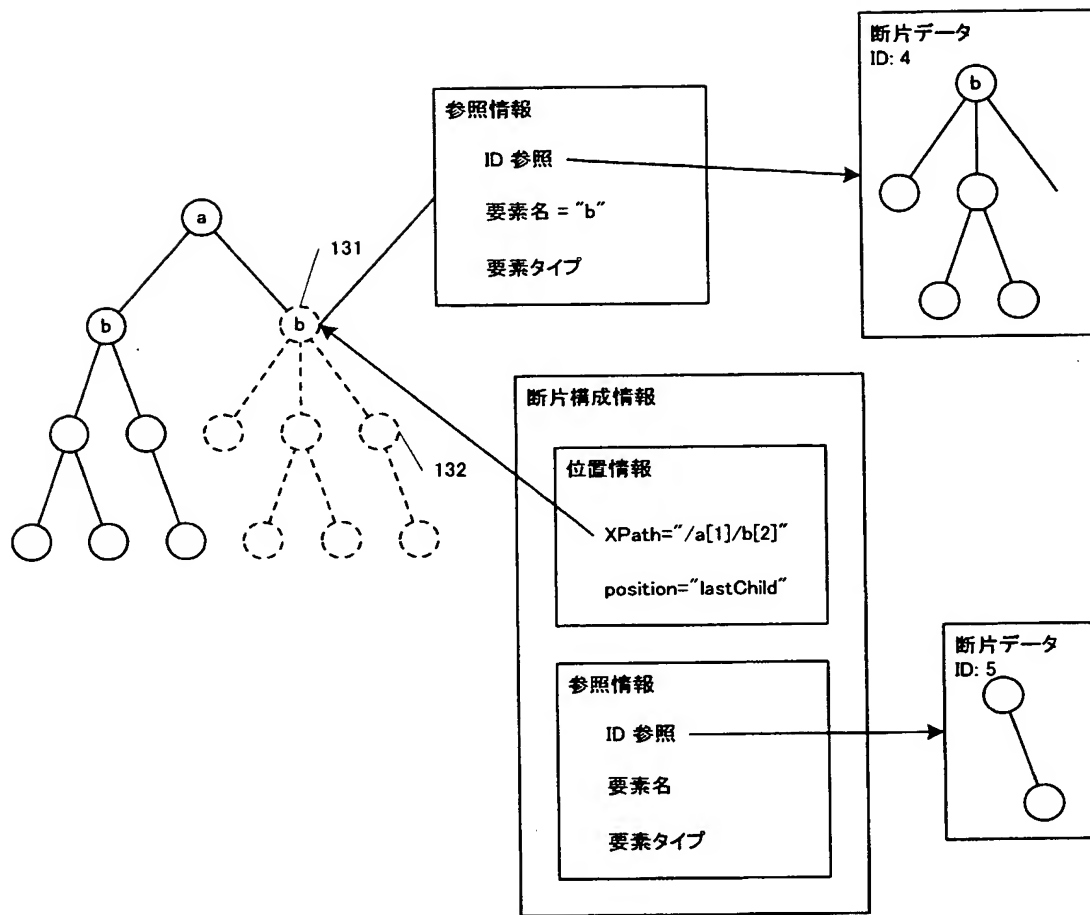 断片データ
ID: 4
b
参照情報
ID 参照
要素名 = "b"
要素タイプ
a
131
b
b
断片構成情報
132
位置情報
XPath="/a[1]/b[2]"
position="lastChild"
断片データ
ID: 5
参照情報
ID 参照
要素名
要素タイプ